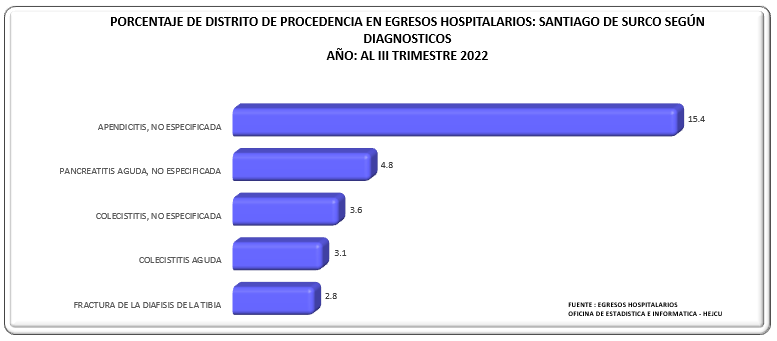 PORCENTAJE DE DISTRITO DE PROCEDENCIA EN EGRESOS HOSPITALARIOS: SANTIAGO DE SURCO SEGÚN
DIAGNOSTICOS
AÑO: AL III TRIMESTRE 2022
APENDICITIS, NO ESPECIFICADA
15.4
PANCREATITIS AGUDA, NO ESPECIFICADA
4.8
COLECISTITIS, NO ESPECIFICADA
3.6
COLECISTITIS AGUDA
3.1
FRACTURA DE LA DIAFISIS DE LA TIBIA
2.8
FUENTE : EGRESOS HOSPITALARIOS
OFICINA DE ESTADISTICA E INFORMATICA - HEJCU